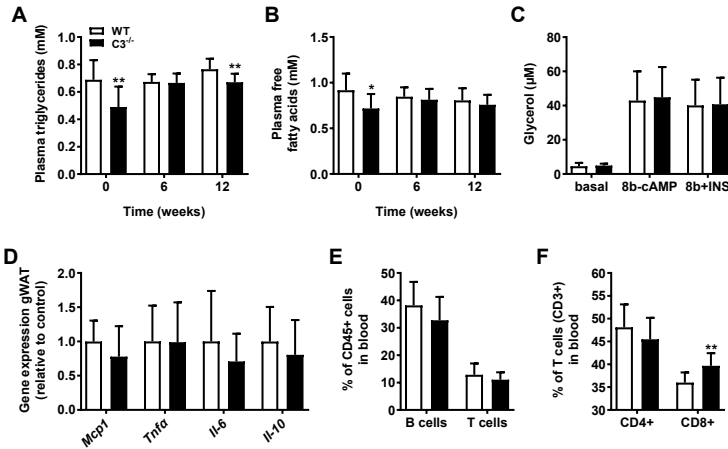 A
WT
C3-/-
Plasma triglycerides (mM)
1.0
0.8
0.6
0.4
0.2
0.0
**
**
0 6 12
Time (weeks)
B
Plasma free
fatty acids (mM)
1.5
1.0
0.5
0.0
*
0 6 12
Time (weeks)
C
Glycerol (µM)
80
60
40
20
0
basal 8b-cAMP 8b+INS
D
Gene expression gWAT
(relative to control)
2.0
1.5
1.0
0.5
0.0
Mcp1 Tnfα Il-6 Il-10
E
% of CD45+ cells
in blood
50
40
30
20
10
0
B cells T cells
F
% of T cells (CD3+)
in blood
60
55
50
45
40
35
30
**
CD4+ CD8+